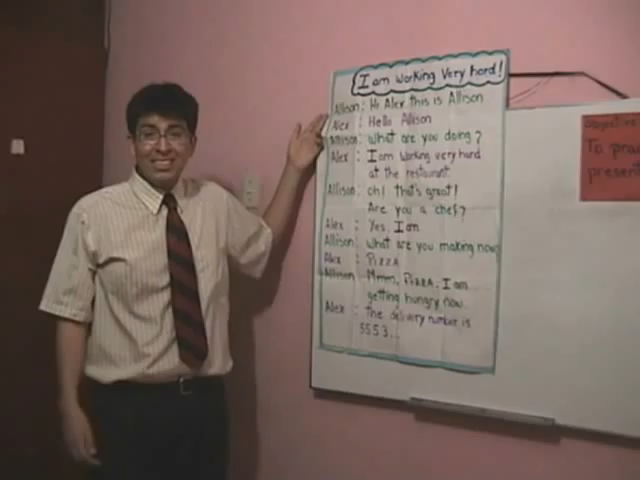 I am Working Very hard!
Allison: Hi Alex this is Allison
Alex : Hello Allison
Allison: What are you doing?
Alex : I am working very hard
at the restaurant.
Allison: oh! that's great!
Are you a chef?
Alex : Yes, I am
Allison: What are you making now
Alex : Pizza
Allison: Mmm, Pizza. I am
getting hungry now.
Alex : The delivery number is
5553...
To
present